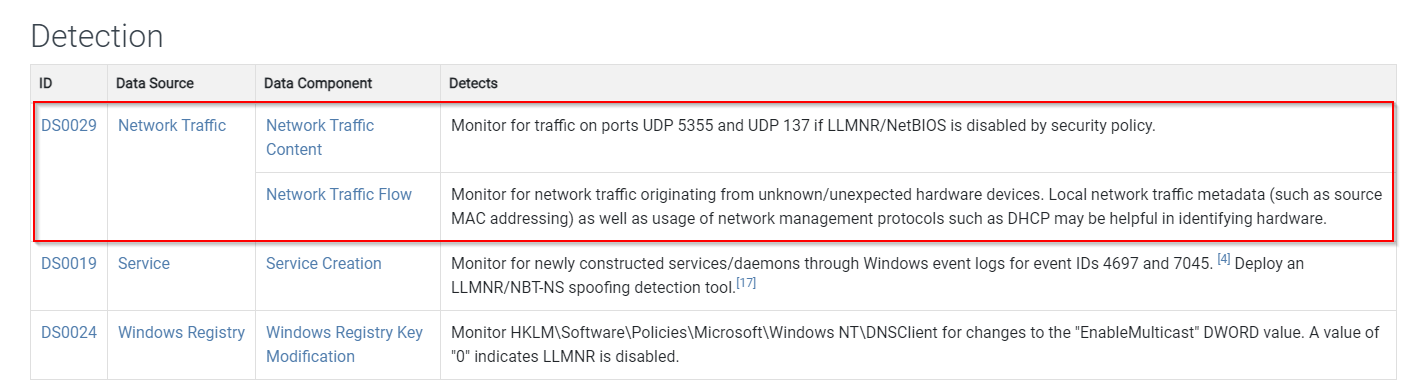 Detection
ID Data Source Data Component Detects
DS0029 Network Traffic Network Traffic Content Monitor for traffic on ports UDP 5355 and UDP 137 if LLMNR/NetBIOS is disabled by security policy.
Network Traffic Flow Monitor for network traffic originating from unknown/unexpected hardware devices. Local network traffic metadata (such as source
MAC addressing) as well as usage of network management protocols such as DHCP may be helpful in identifying hardware.
DS0019 Service Service Creation Monitor for newly constructed services/daemons through Windows event logs for event IDs 4697 and 7045. [4] Deploy an
LLMNR/NBT-NS spoofing detection tool.[17]
DS0024 Windows Registry Windows Registry Key Modification Monitor HKLM\Software\Policies\Microsoft\Windows NT\DNSClient for changes to the "EnableMulticast" DWORD value. A value of
"0" indicates LLMNR is disabled.